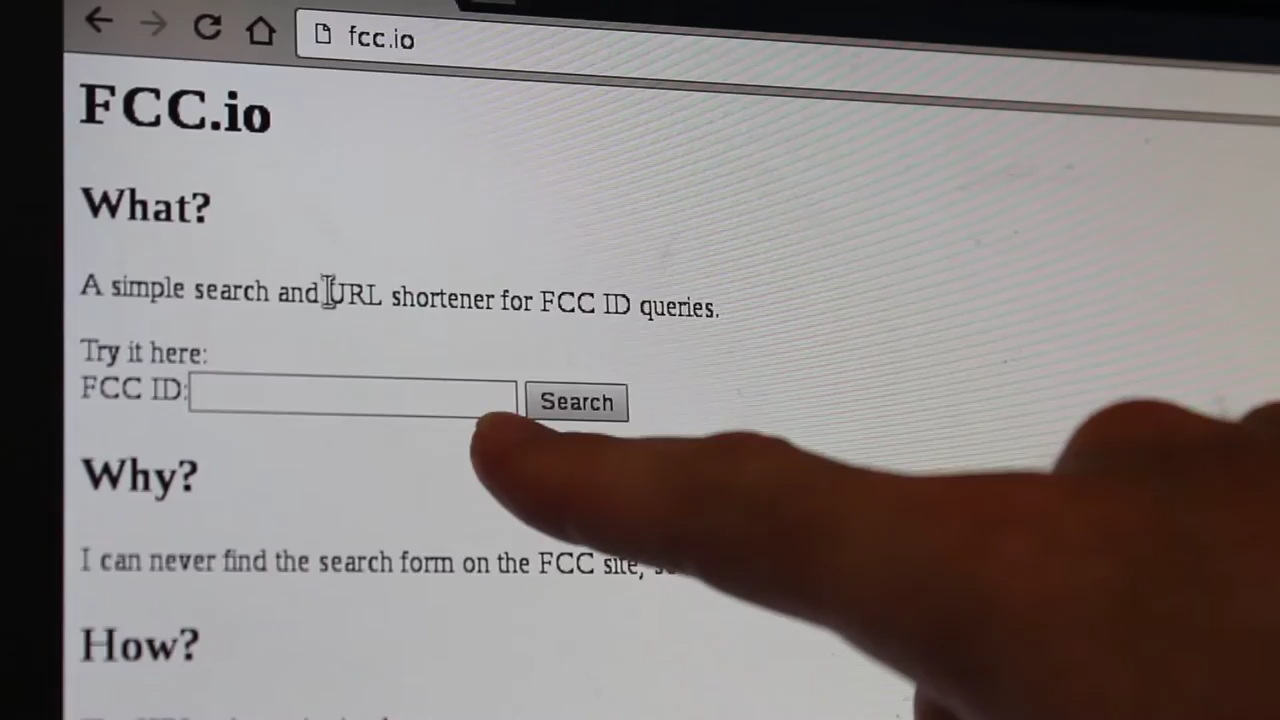 fcc.io
FCC.io
What?
A simple search and URL shortener for FCC ID queries.
Try it here:
FCC ID: Search
Why?
I can never find the search form on the FCC site,
How?